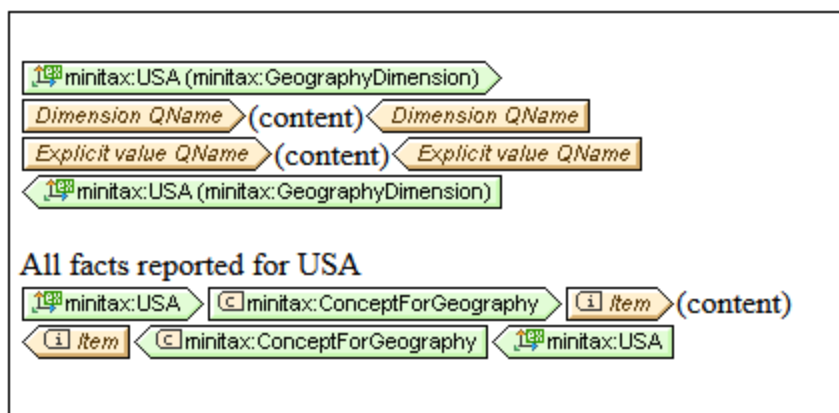 minitax:USA (minitax:GeographyDimension)
Dimension QName (content) Dimension QName
Explicit value QName (content) Explicit value QName
minitax:USA (minitax:GeographyDimension)
All facts reported for USA
minitax:USA C minitax:ConceptForGeography i Item (content)
i Item C minitax:ConceptForGeography minitax:USA